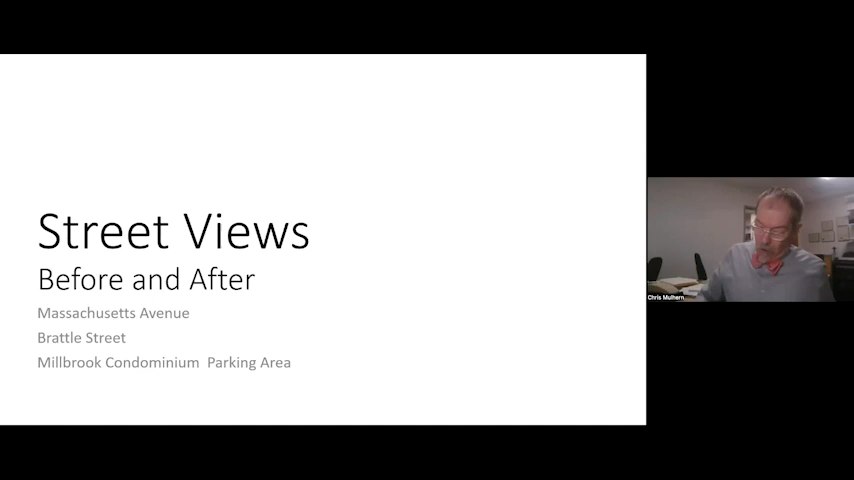 Street Views
Before and After
Massachusetts Avenue
Brattle Street
Millbrook Condominium  Parking Area
Chris Mulhern